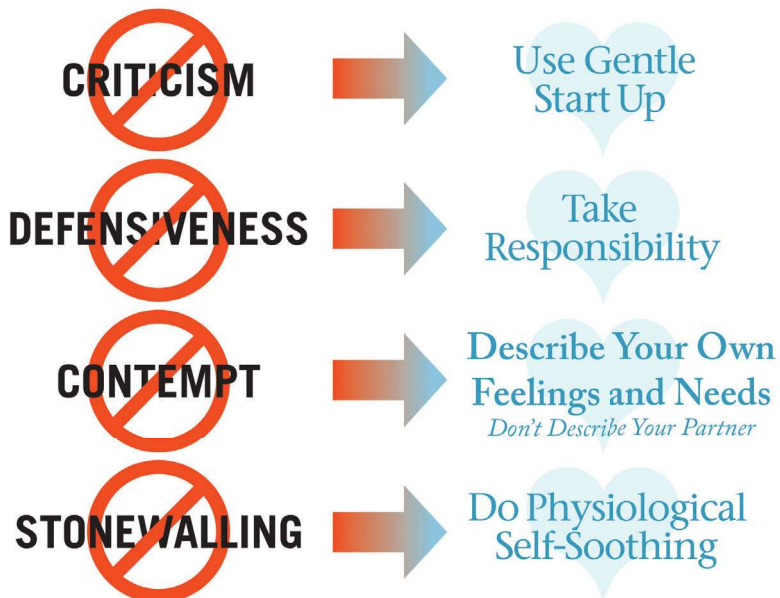 CRITICISM
Use Gentle
Start Up
DEFENSIVENESS
Take
Responsibility
CONTEMPT
Describe Your Own
Feelings and Needs
Don't Describe Your Partner
STONEWALLING
Do Physiological
Self-Soothing